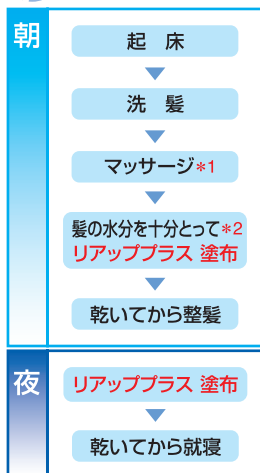 朝
起 床
洗 髪
マッサージ*1
髪の水分を十分とって*2
リアッププラス 塗布
乾いてから整髪
夜
リアッププラス 塗布
乾いてから就寝